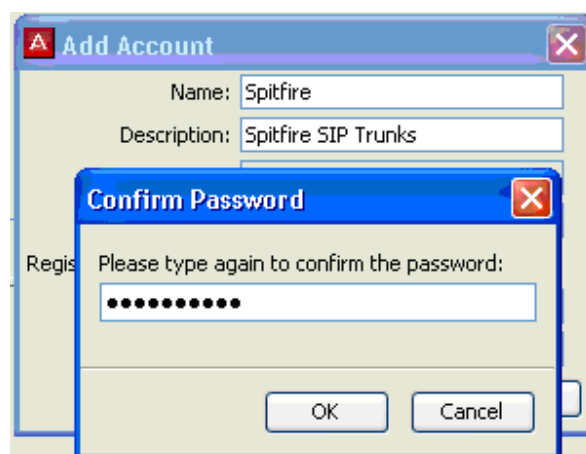 Add Account
Name: Spitfire
Description: Spitfire SIP Trunks
Confirm Password
Regis
Please type again to confirm the password:
••••••••••
OK Cancel